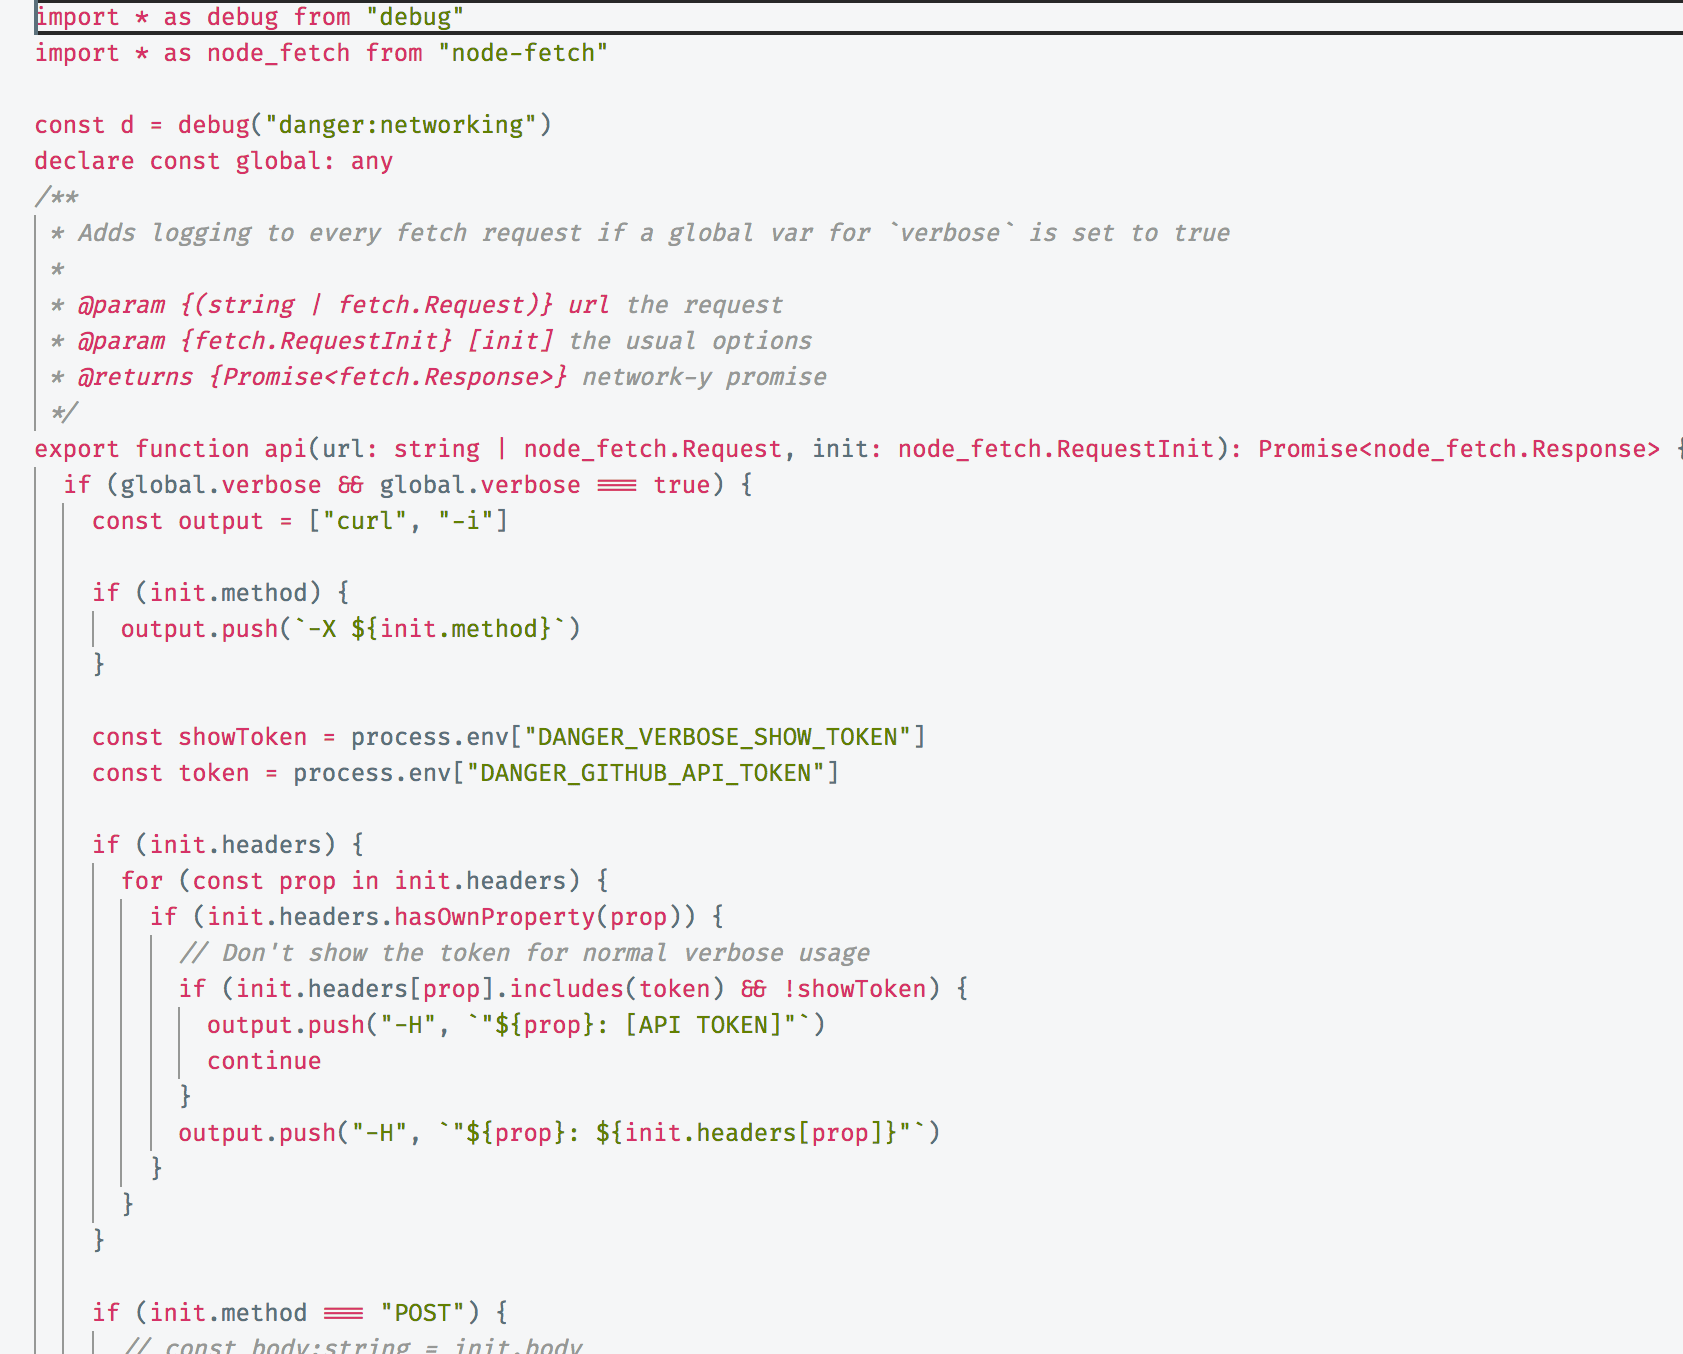 import * as debug from "debug"
import * as node_fetch from "node-fetch"
const d = debug("danger:networking")
declare const global: any
/**
* Adds logging to every fetch request if a global var for `verbose` is set to true
*
* @param {(string | fetch.Request)} url the request
* @param {fetch.RequestInit} [init] the usual options
* @returns {Promise<fetch.Response>} network-y promise
*/
export function api(url: string | node_fetch.Request, init: node_fetch.RequestInit): Promise<node_fetch.Response> {
if (global.verbose && global.verbose === true) {
const output = ["curl", "-i"]
if (init.method) {
output.push(`-X ${init.method}`)
}
const showToken = process.env["DANGER_VERBOSE_SHOW_TOKEN"]
const token = process.env["DANGER_GITHUB_API_TOKEN"]
if (init.headers) {
for (const prop in init.headers) {
if (init.headers.hasOwnProperty(prop)) {
// Don't show the token for normal verbose usage
if (init.headers[prop].includes(token) && !showToken) {
output.push("-H", `"${prop}: [API TOKEN]"`)
continue
}
output.push("-H", `"${prop}: ${init.headers[prop]}"`)
}
}
}
if (init.method === "POST") {
// const body:string = init.body